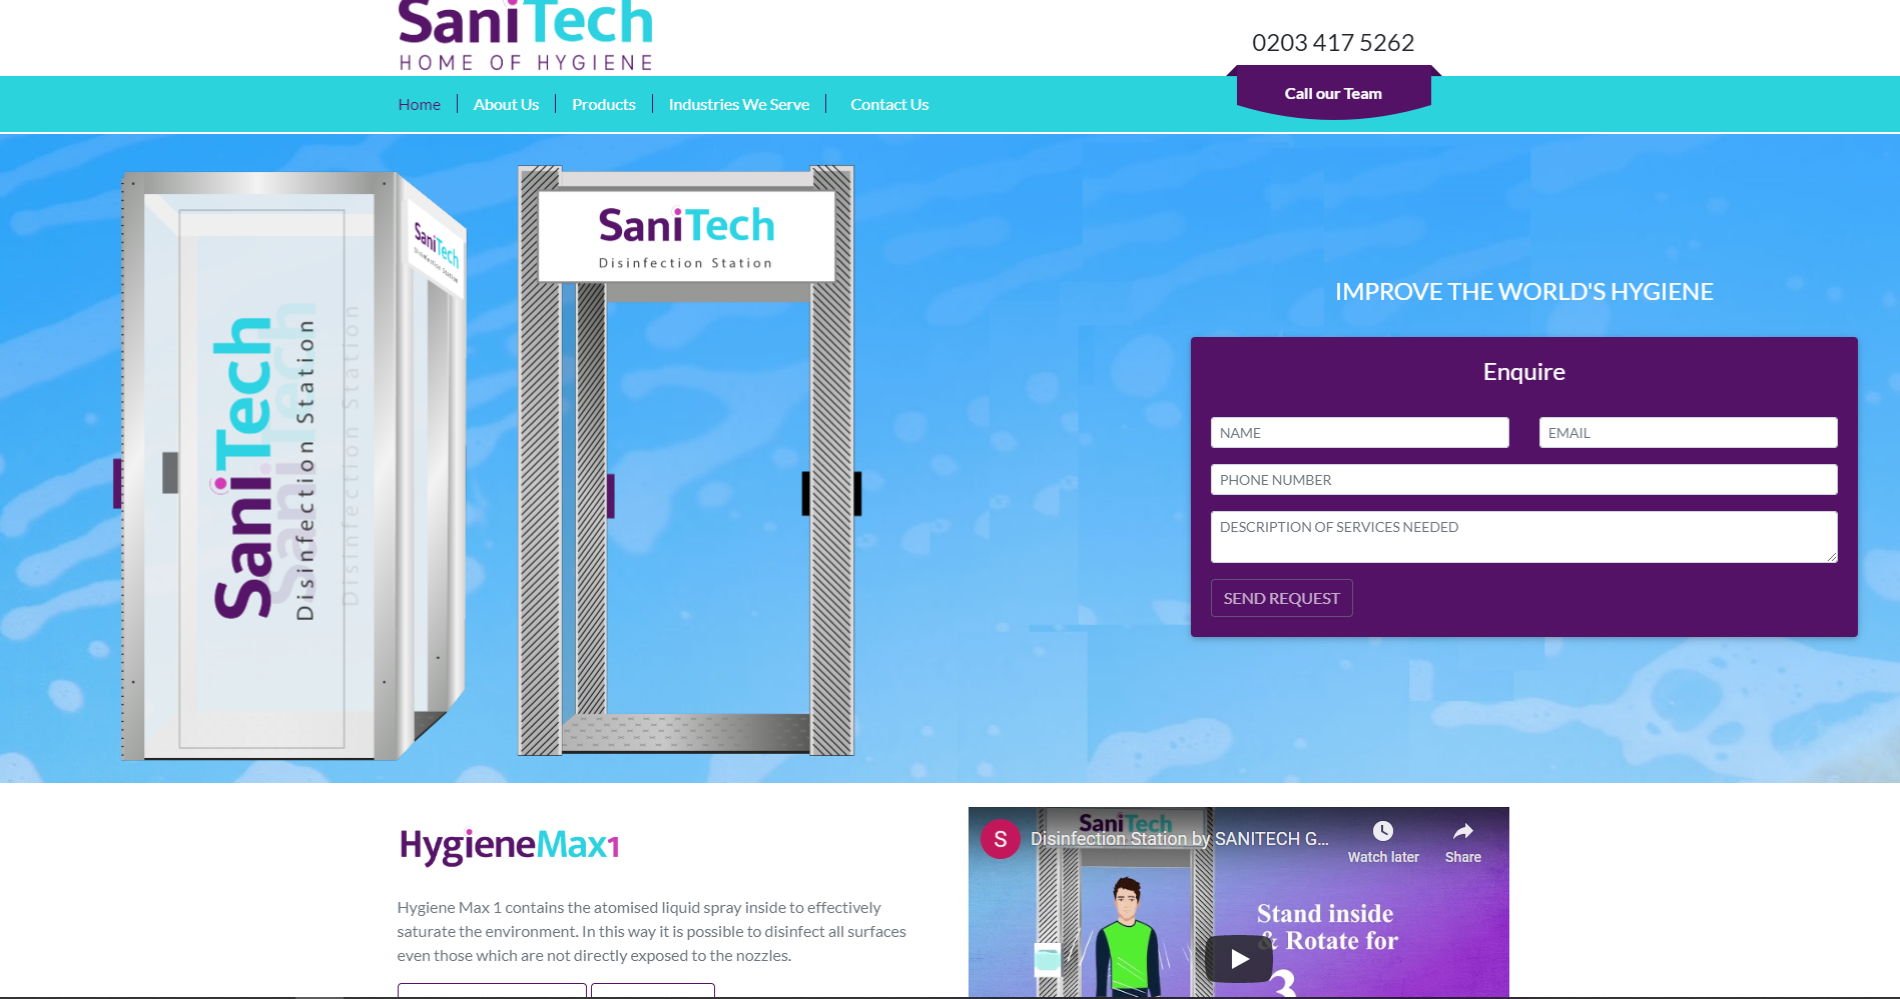 SaniTech
HOME OF HYGIENE
0203 417 5262
Call our Team
Home
About Us
Products
Industries We Serve
Contact Us
SaniTech
Disinfection Station
SaniTech
Disinfection Station
SaniTech
Disinfection Station
SaniTech
Disinfection Station
IMPROVE THE WORLD'S HYGIENE
Enquire
NAME
EMAIL
PHONE NUMBER
DESCRIPTION OF SERVICES NEEDED
SEND REQUEST
HygieneMax1
Hygiene Max 1 contains the atomised liquid spray inside to effectively
saturate the environment. In this way it is possible to disinfect all surfaces
even those which are not directly exposed to the nozzles.
SaniTech
S
Disinfection Station by SANITECH G...
Watch later
Share
Stand inside
& Rotate for
3